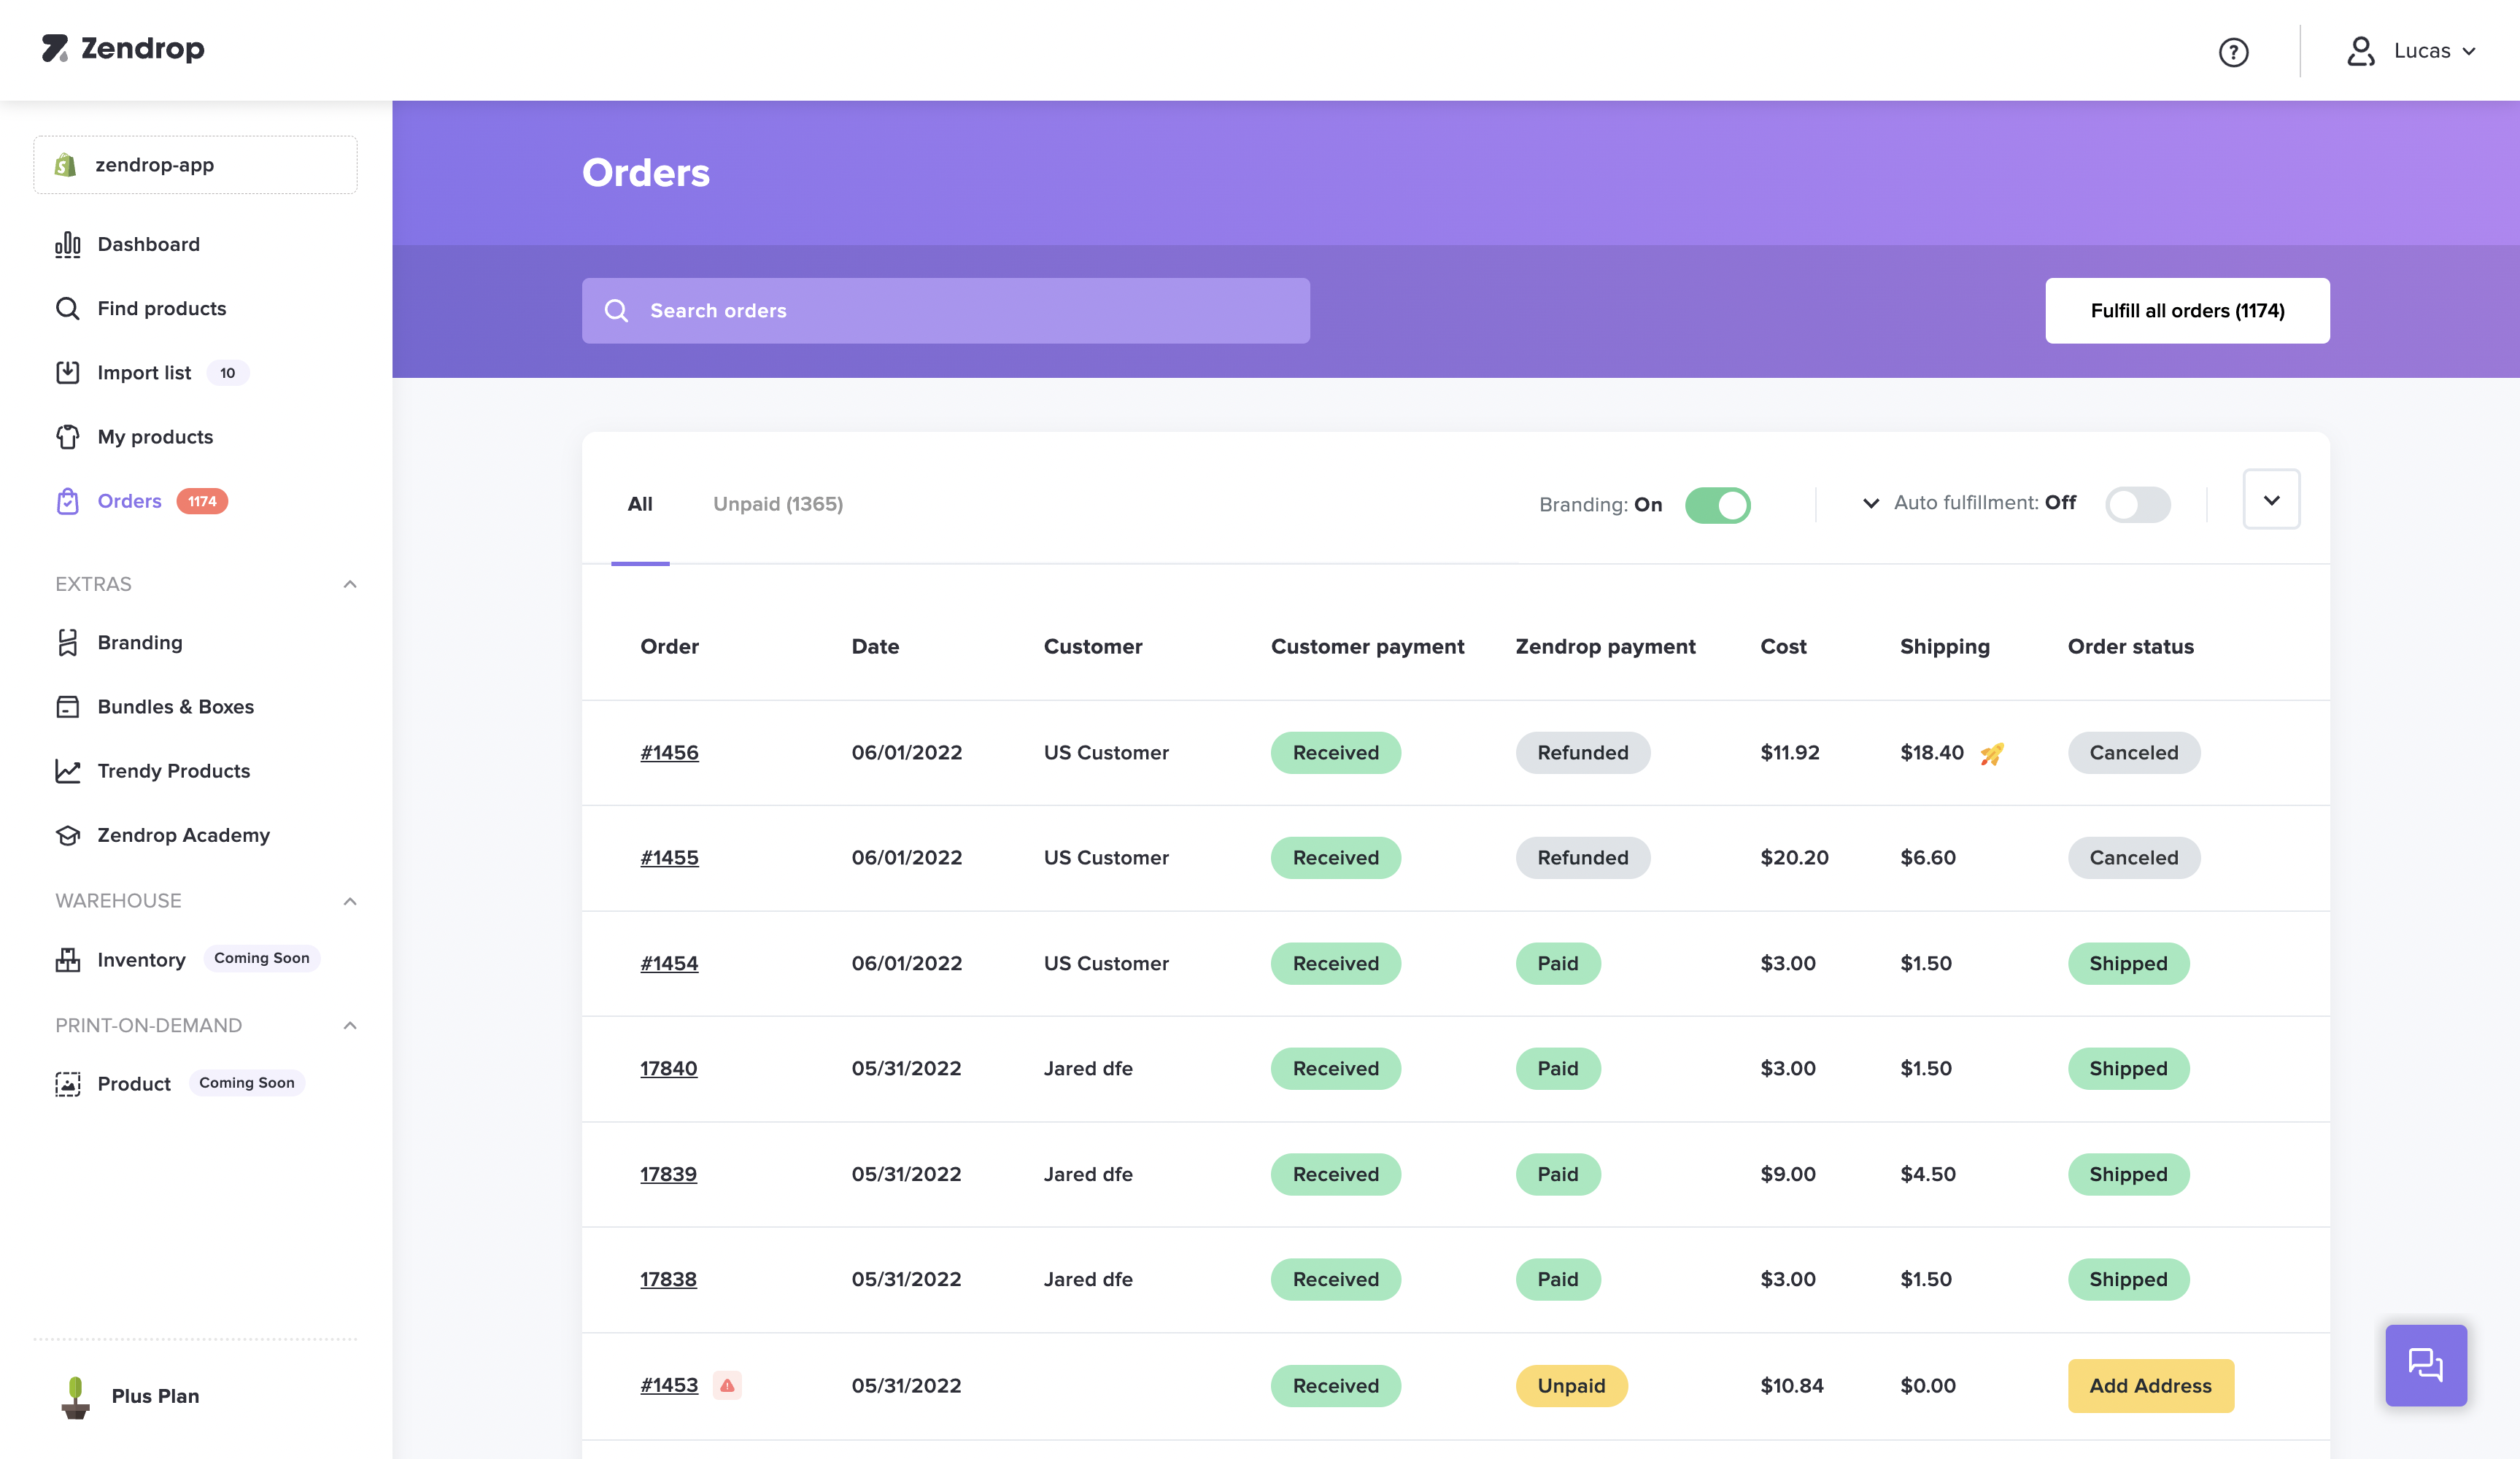 Zendrop
Lucas
zendrop-app
Dashboard
Find products
Import list 10
My products
Orders 1174
EXTRAS
Branding
Bundles & Boxes
Trendy Products
Zendrop Academy
WAREHOUSE
Inventory Coming Soon
PRINT-ON-DEMAND
Product Coming Soon
Plus Plan
Orders
Search orders
Fulfill all orders (1174)
All Unpaid (1365) Branding: On Auto fulfillment: Off
Order Date Customer Customer payment Zendrop payment Cost Shipping Order status
#1456 06/01/2022 US Customer Received Refunded $11.92 $18.40 Canceled
#1455 06/01/2022 US Customer Received Refunded $20.20 $6.60 Canceled
#1454 06/01/2022 US Customer Received Paid $3.00 $1.50 Shipped
17840 05/31/2022 Jared dfe Received Paid $3.00 $1.50 Shipped
17839 05/31/2022 Jared dfe Received Paid $9.00 $4.50 Shipped
17838 05/31/2022 Jared dfe Received Paid $3.00 $1.50 Shipped
#1453 05/31/2022 Received Unpaid $10.84 $0.00 Add Address